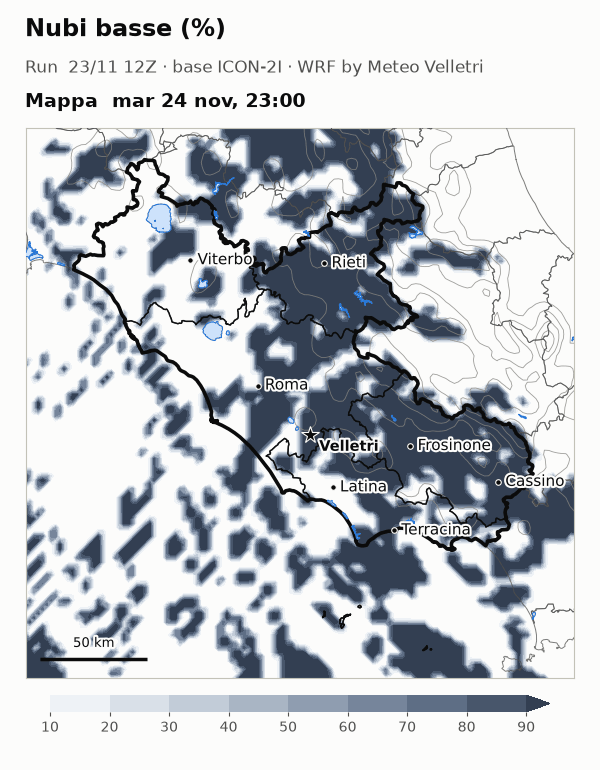 Nubi basse (%)
Run  23/11 12Z · base ICON-2I · WRF by Meteo Velletri
Mappa  mar 24 nov, 23:00
Viterbo
Rieti
Roma
Velletri
Frosinone
Cassino
Latina
Terracina
50 km
10 20 30 40 50 60 70 80 90